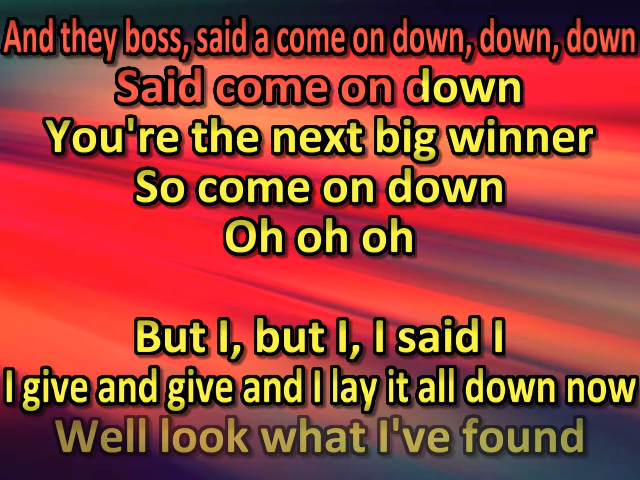 And they boss, said a come on down, down, down
Said come on down
You're the next big winner
So come on down
Oh oh oh
But I, but I, I said I
I give and give and I lay it all down now
Well look what I've found